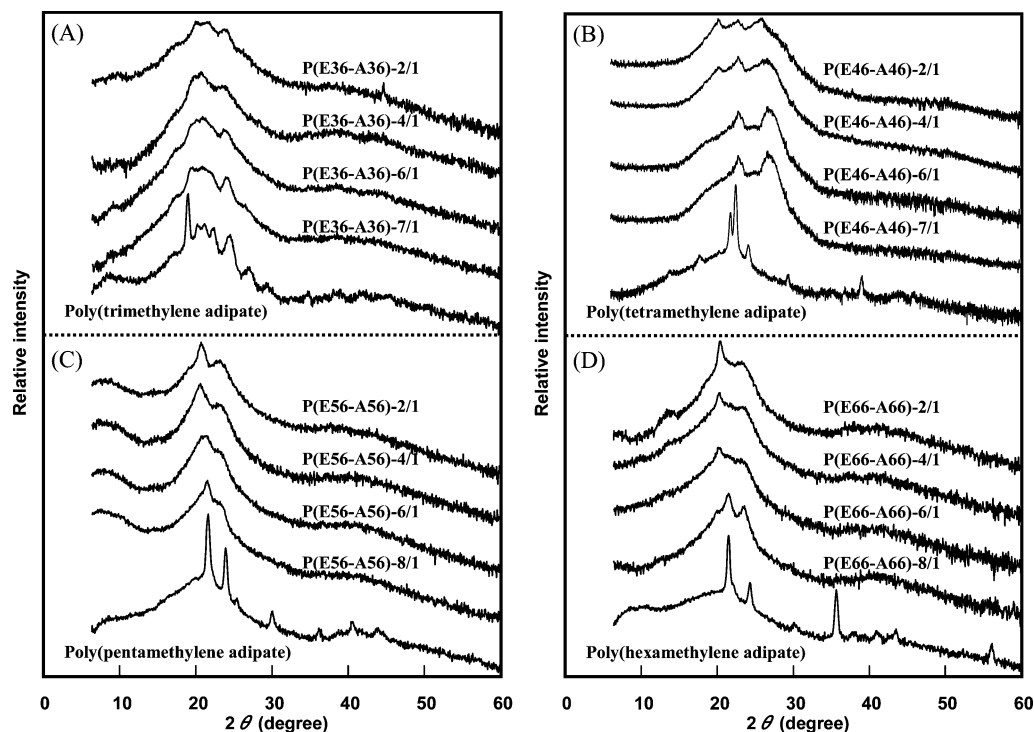 (A)
P(E36-A36)-2/1
P(E36-A36)-4/1
P(E36-A36)-6/1
P(E36-A36)-7/1
Poly(trimethylene adipate)
(B)
P(E46-A46)-2/1
P(E46-A46)-4/1
P(E46-A46)-6/1
P(E46-A46)-7/1
Poly(tetramethylene adipate)
(C)
P(E56-A56)-2/1
P(E56-A56)-4/1
P(E56-A56)-6/1
P(E56-A56)-8/1
Poly(pentamethylene adipate)
(D)
P(E66-A66)-2/1
P(E66-A66)-4/1
P(E66-A66)-6/1
P(E66-A66)-8/1
Poly(hexamethylene adipate)
Relative intensity
Relative intensity
0 10 20 30 40 50 60
0 10 20 30 40 50 60
2 θ (degree)
2 θ (degree)